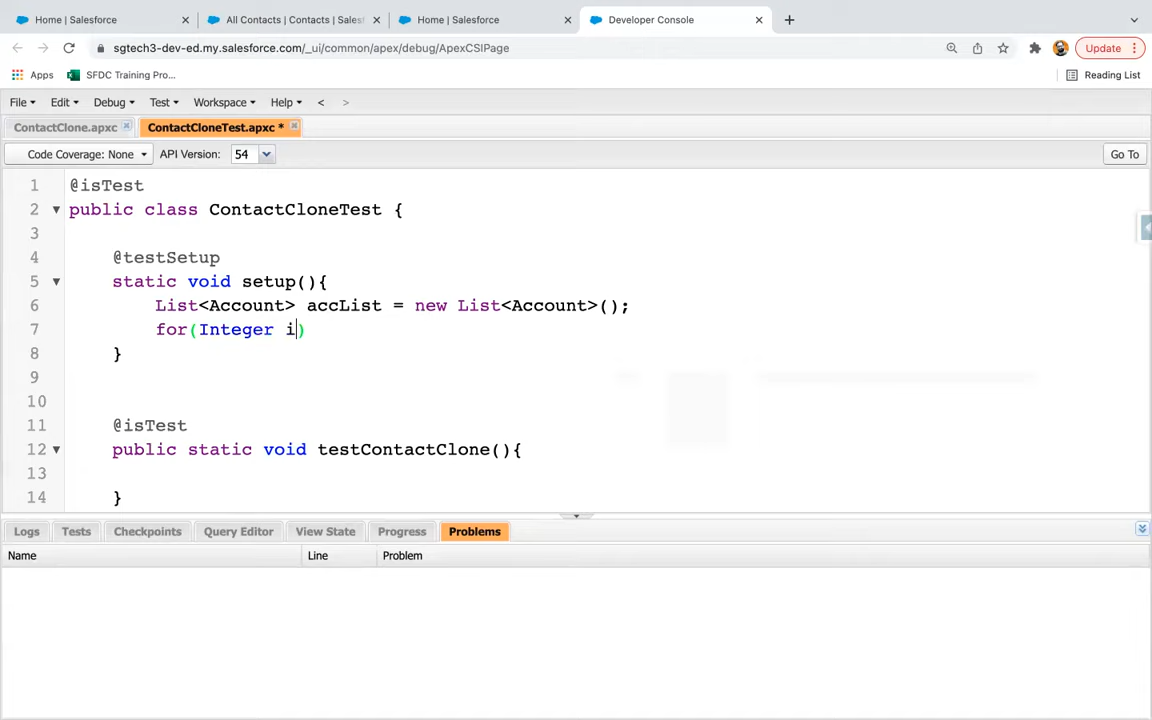 Home | Salesforce
All Contacts | Contacts | Sales
Home | Salesforce
Developer Console
sgtech3-dev-ed.my.salesforce.com/_ui/common/apex/debug/ApexCSIPage
Update
Apps
SFDC Training Pro...
Reading List
File
Edit
Debug
Test
Workspace
Help
<
>
ContactClone.apxc
ContactCloneTest.apxc *
Code Coverage: None
API Version:
54
Go To
1 @isTest
2 public class ContactCloneTest {
3
4 @testSetup
5 static void setup(){
6 List<Account> accList = new List<Account>();
7 for(Integer i)
8 }
9
10
11 @isTest
12 public static void testContactClone(){
13
14 }
Logs
Tests
Checkpoints
Query Editor
View State
Progress
Problems
Name
Line
Problem